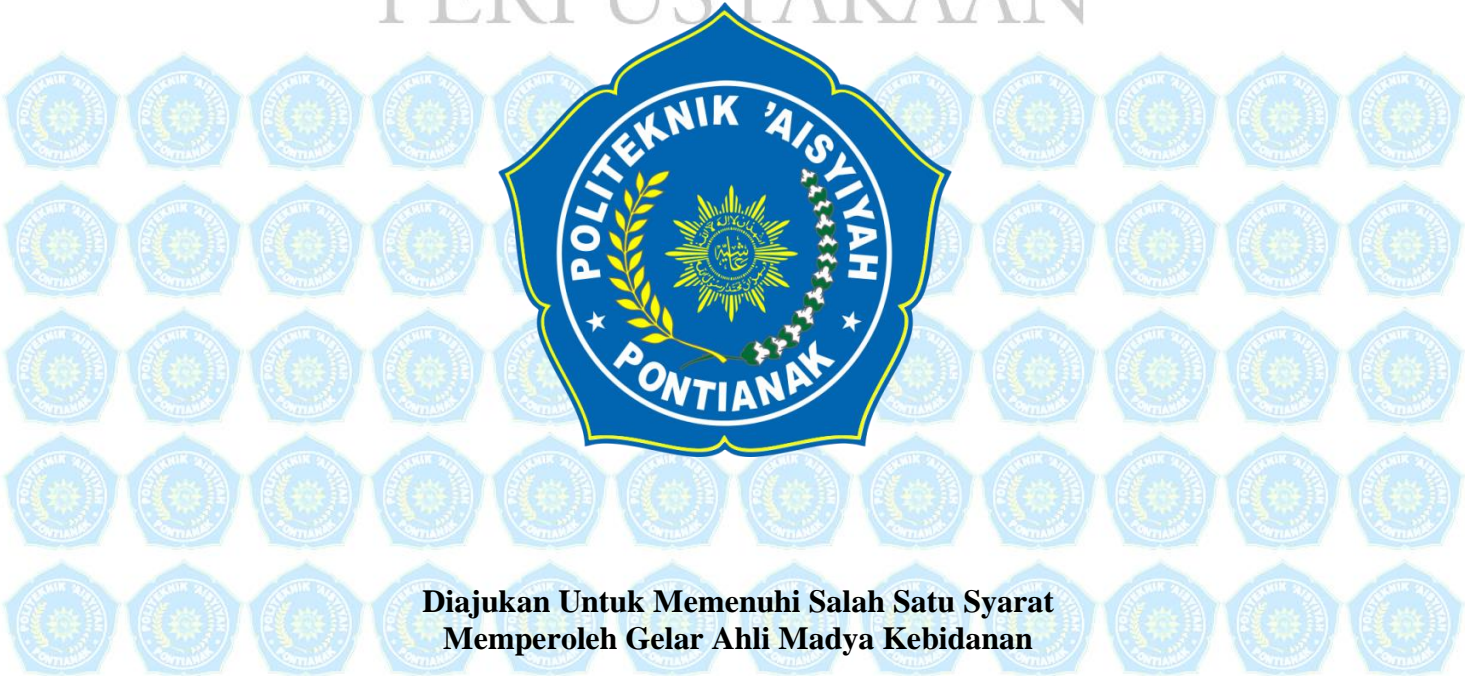 PERPUSTAKAAN
POLITEKNIK 'AISYIYAH
PONTIANAK
Diajukan Untuk Memenuhi Salah Satu Syarat
Memperoleh Gelar Ahli Madya Kebidanan